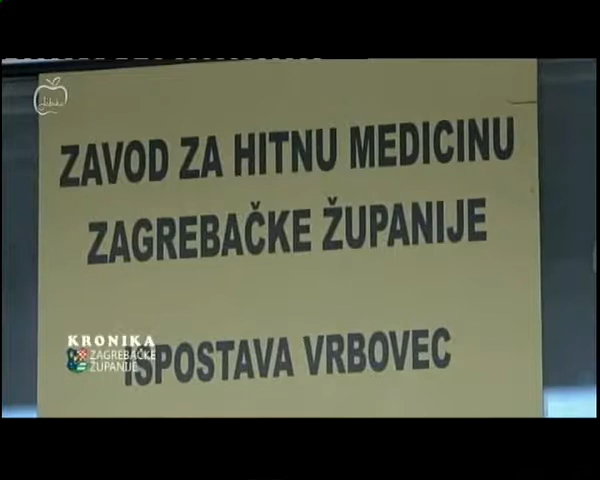 ZAVOD ZA HITNU MEDICINU
ZAGREBAČKE ŽUPANIJE
ISPOSTAVA VRBOVEC
KRONIKA
ZAGREBAČKE
ŽUPANIJE